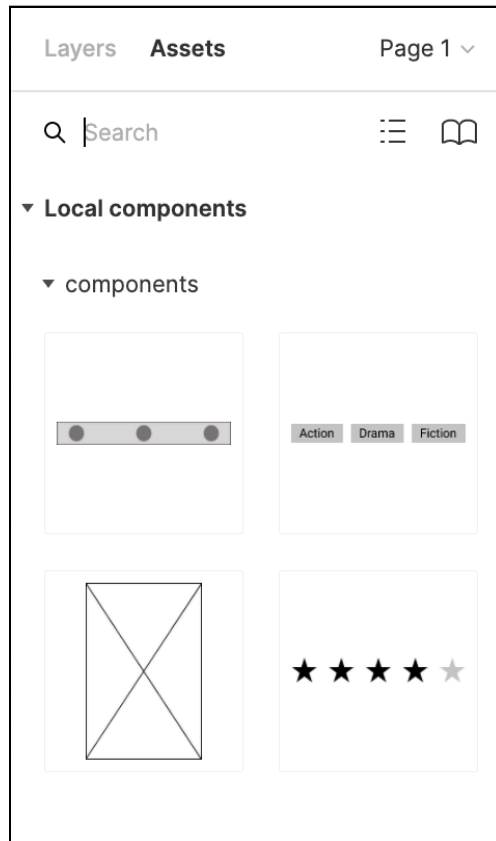 Layers Assets Page 1
Search
Local components
components
Action Drama Fiction